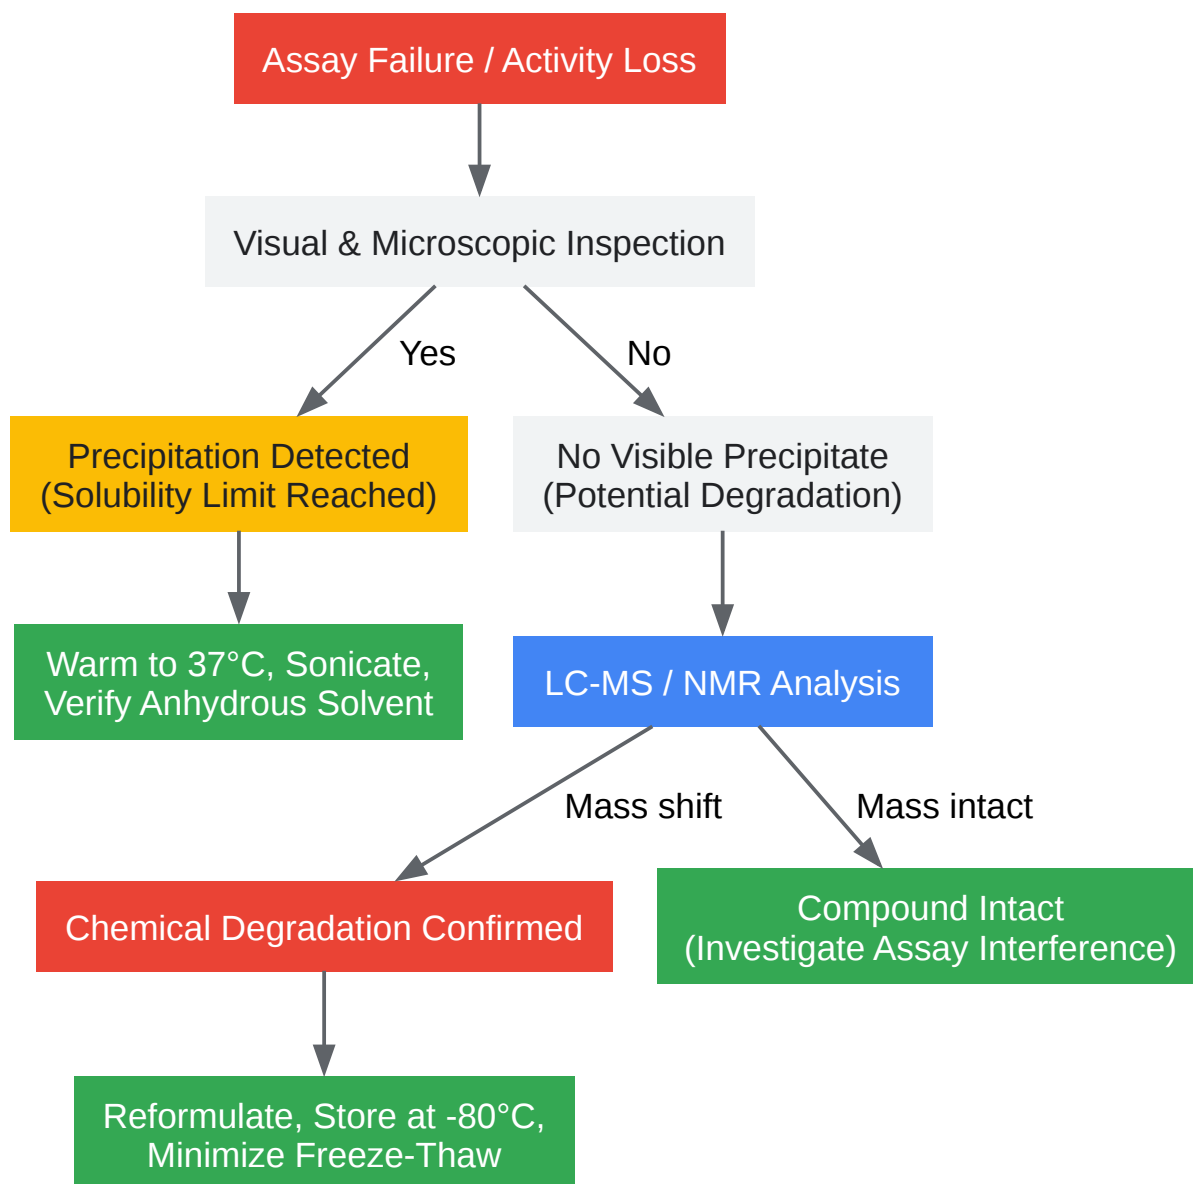 Assay Failure / Activity Loss
Visual & Microscopic Inspection
Yes
No
Precipitation Detected
(Solubility Limit Reached)
No Visible Precipitate
(Potential Degradation)
Warm to 37°C, Sonicate,
Verify Anhydrous Solvent
LC-MS / NMR Analysis
Mass shift
Mass intact
Chemical Degradation Confirmed
Compound Intact
(Investigate Assay Interference)
Reformulate, Store at -80°C,
Minimize Freeze-Thaw